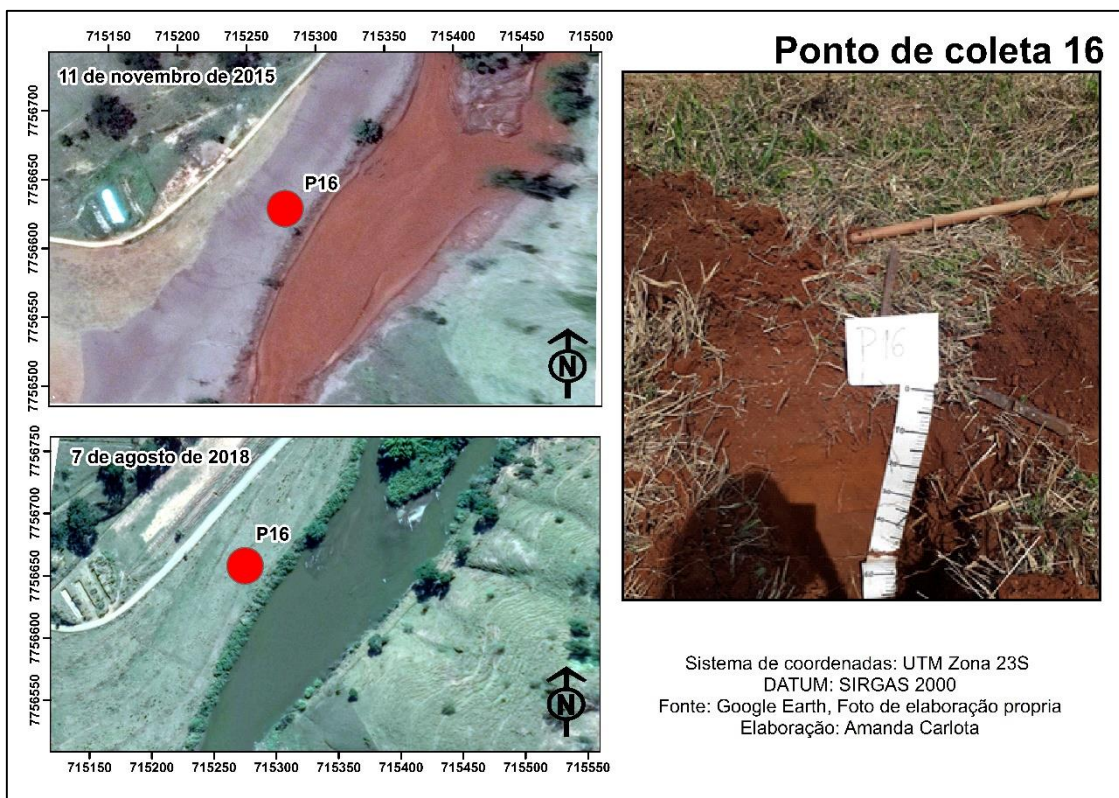 Ponto de coleta 16
715150 715200 715250 715300 715350 715400 715450 715500
11 de novembro de 2015
7756700
7756650
7756600
7756550
7756500
P16
N
7 de agosto de 2018
7756750
7756700
7756650
7756600
7756550
P16
N
715150 715200 715250 715300 715350 715400 715450 715500 715550
P16
0
10
60
Sistema de coordenadas: UTM Zona 23S
DATUM: SIRGAS 2000
Fonte: Google Earth, Foto de elaboração propria
Elaboração: Amanda Carlota